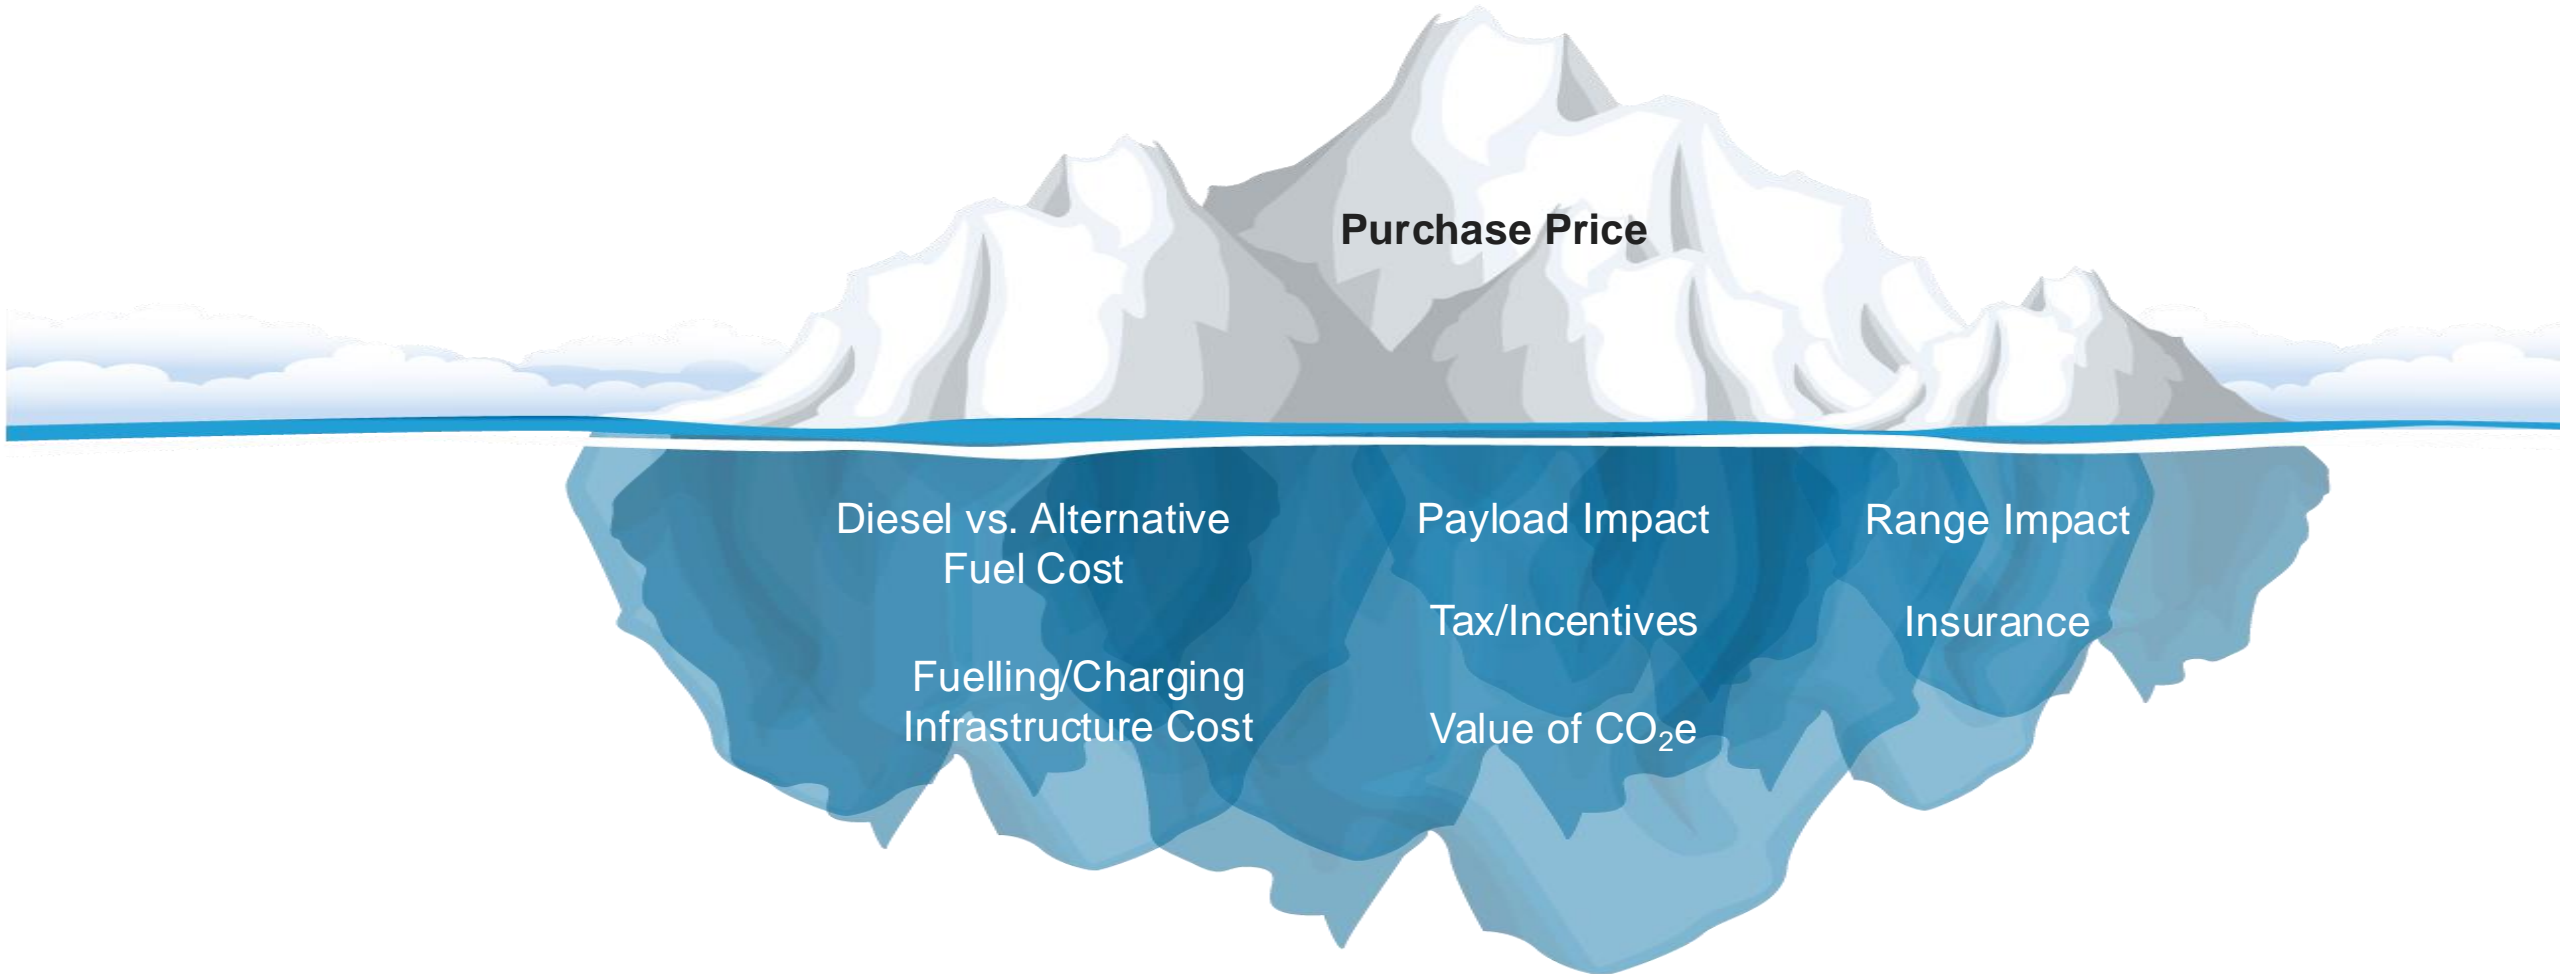 Purchase Price
Diesel vs. Alternative
Fuel Cost
Fuelling/Charging
Infrastructure Cost
Payload Impact
Tax/Incentives
Value of CO₂e
Range Impact
Insurance